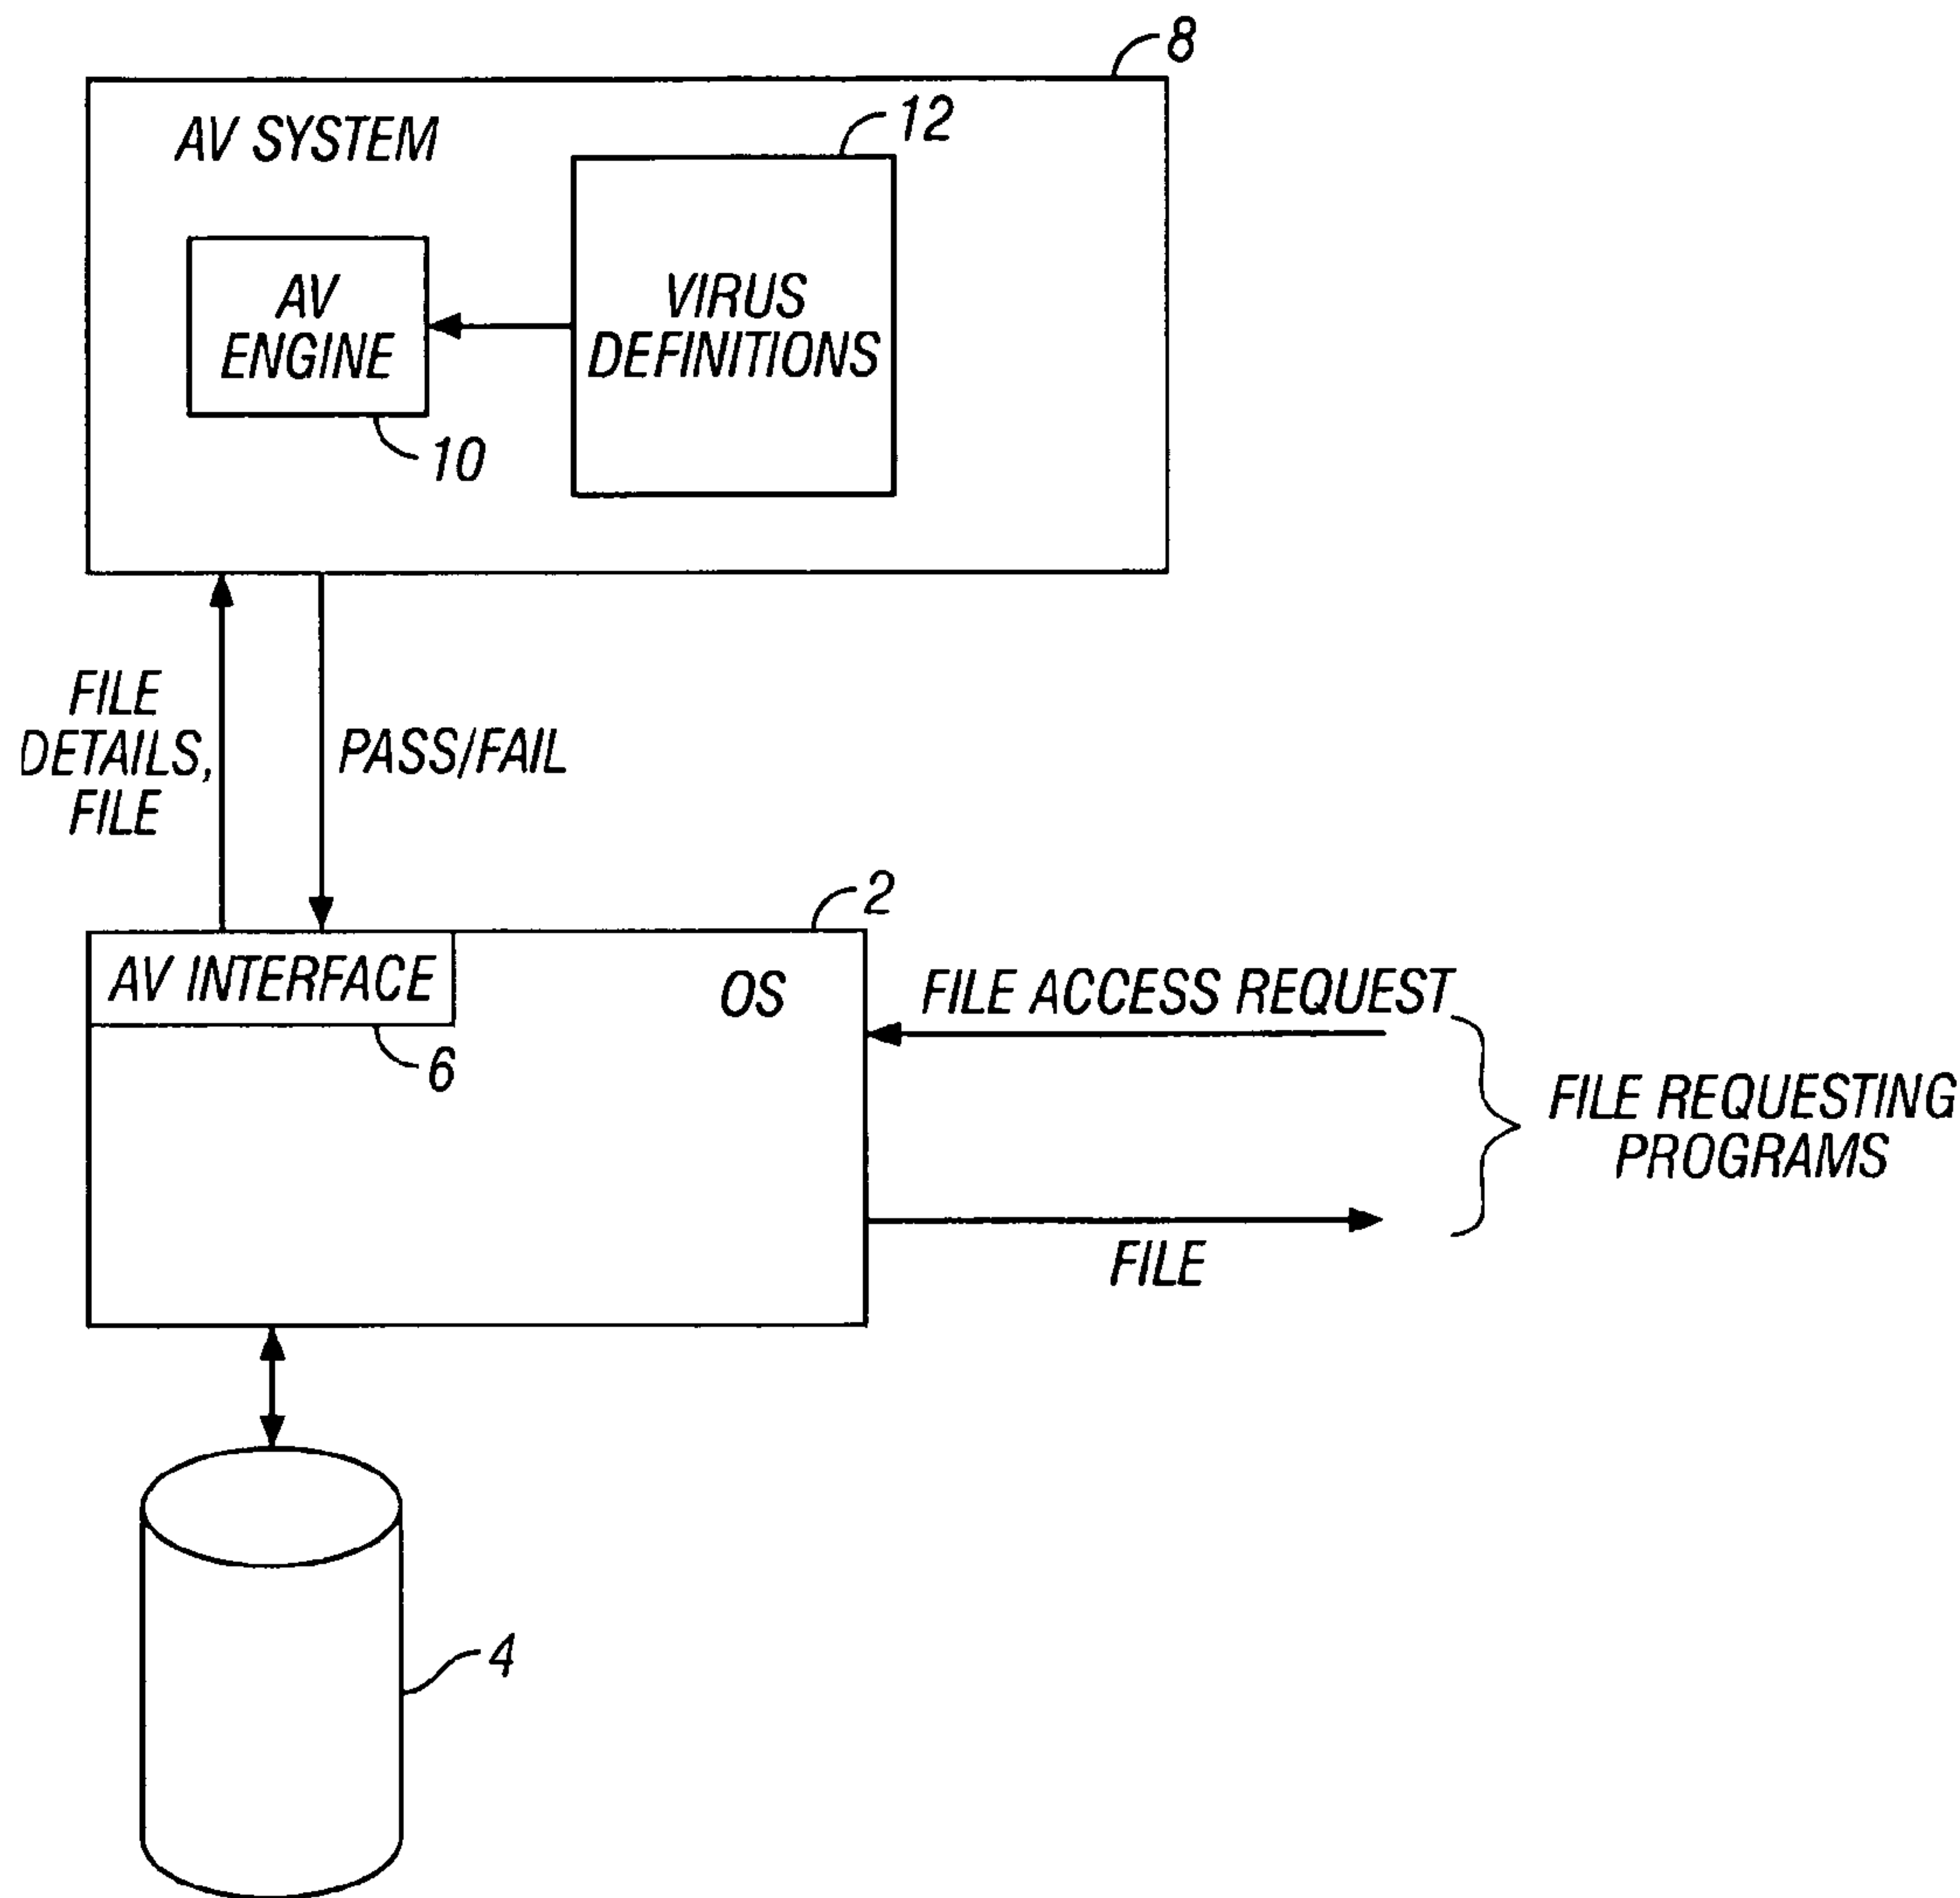 8
AV SYSTEM
12
AV
ENGINE
VIRUS
DEFINITIONS
10
FILE
DETAILS,
FILE
PASS/FAIL
2
AV INTERFACE
OS
6
FILE ACCESS REQUEST
FILE REQUESTING
PROGRAMS
FILE
4